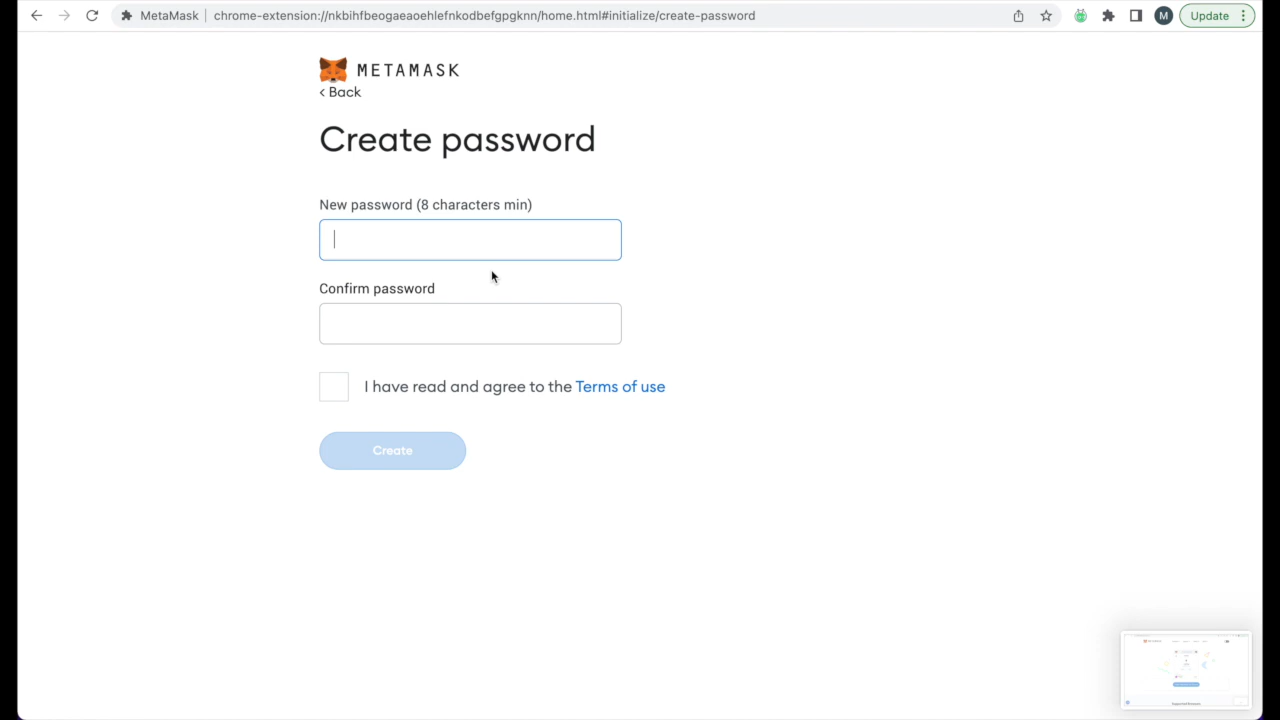 MetaMask
chrome-extension://nkbihfbeogaeaoehlefnkodbefgpgknn/home.html#initialize/create-password
M
Update
METAMASK
< Back
Create password
New password (8 characters min)
Confirm password
I have read and agree to the Terms of use
Create